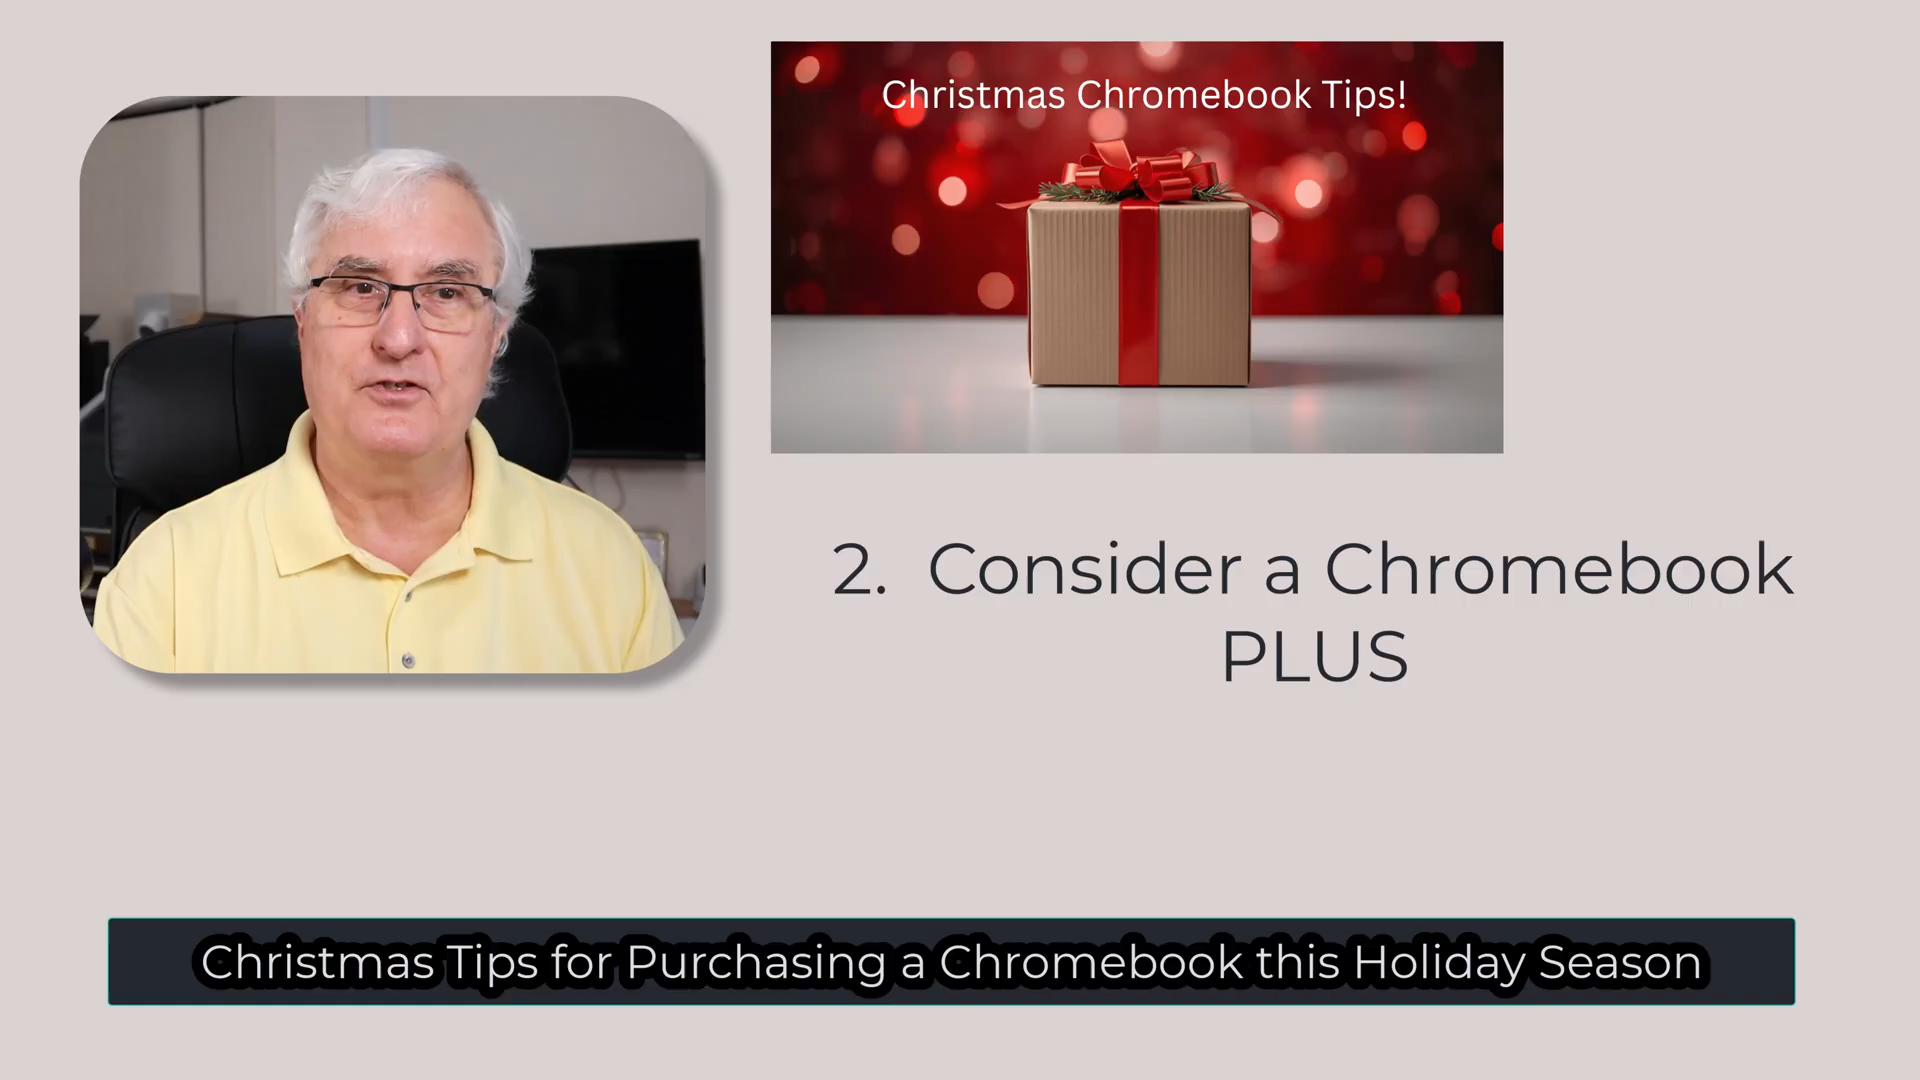 Christmas Chromebook Tips!
2. Consider a Chromebook
PLUS
Christmas Tips for Purchasing a Chromebook this Holiday Season